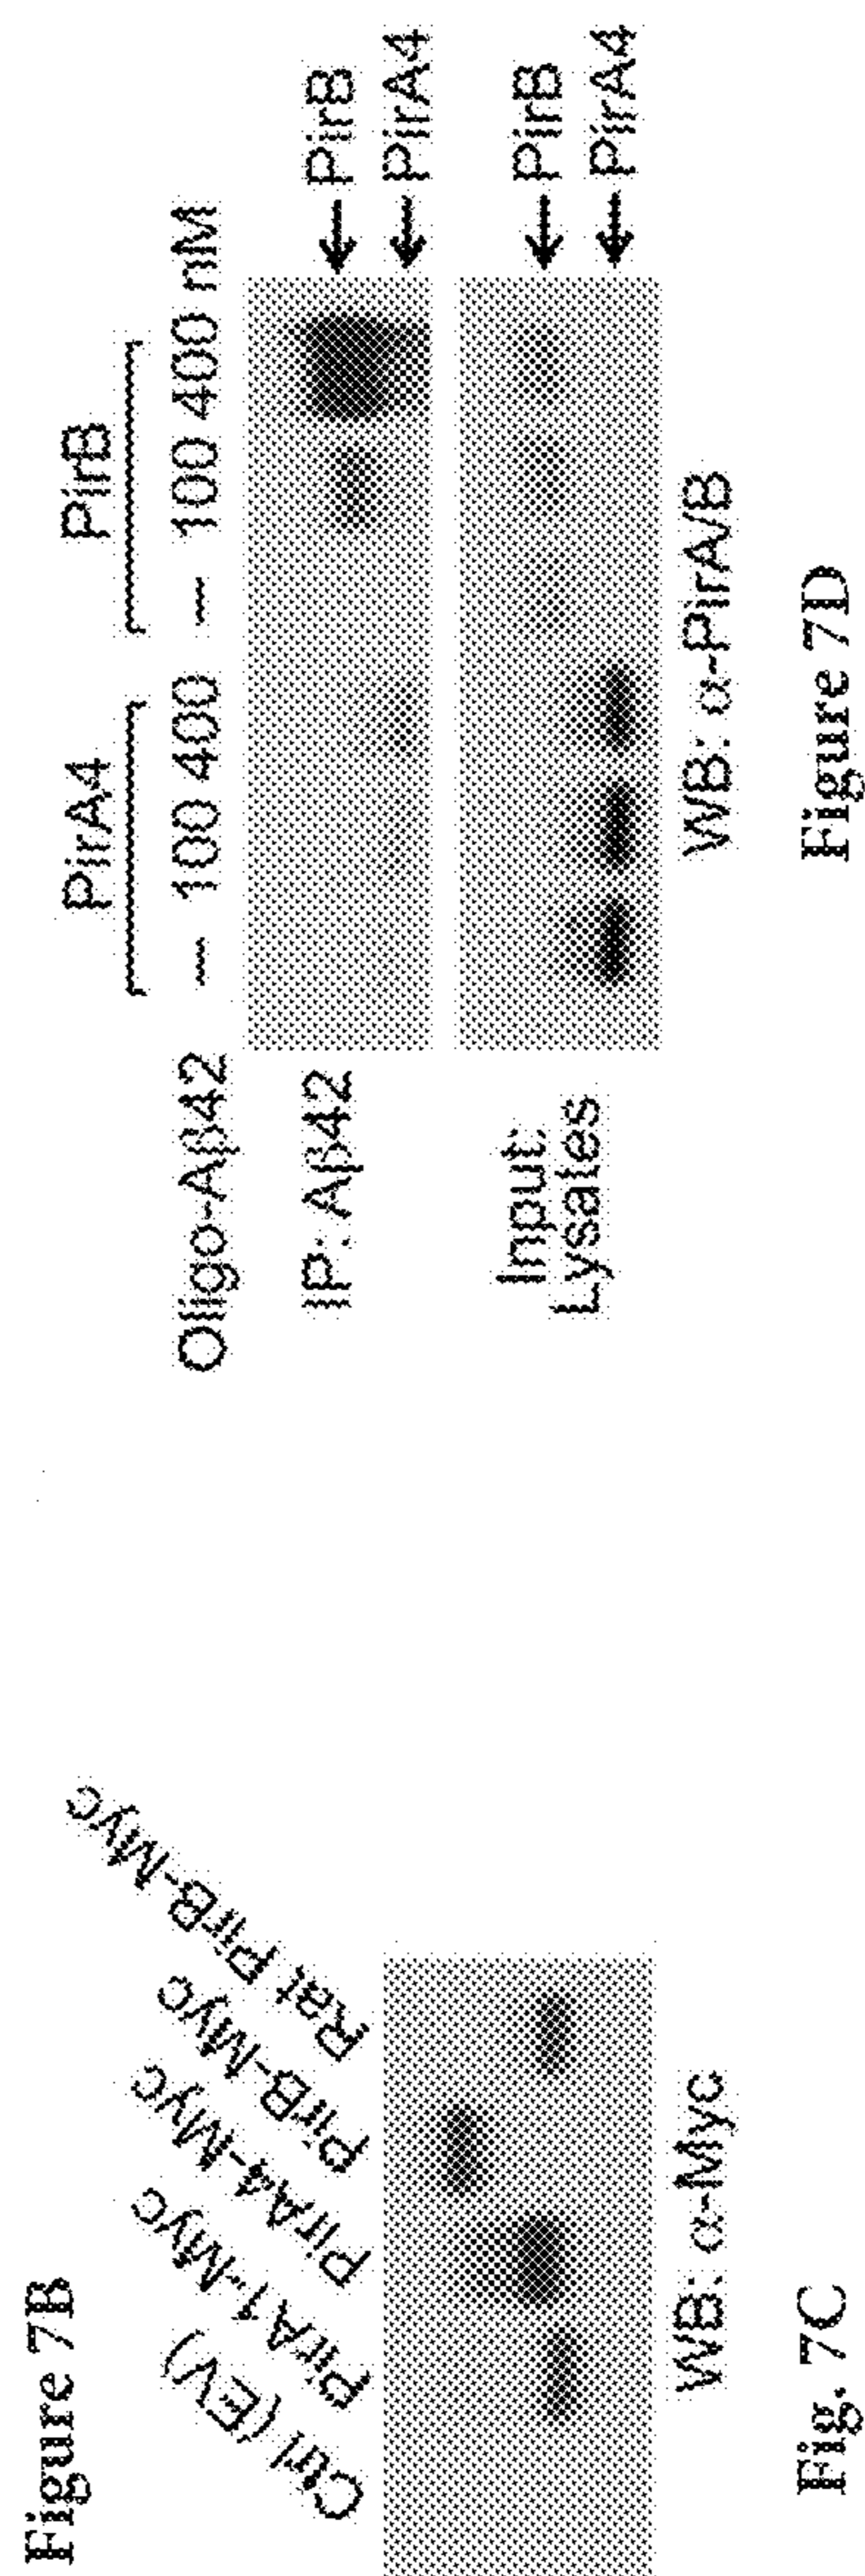 Figure 7B
Ctrl (EV)
PirA1-Myc
PirA4-Myc
PirB-Myc
Rat PirB-Myc
WB: α-Myc
Fig. 7C
PirA4 PirB
Oligo-Aβ42 – 100 400 – 100 400 nM
IP: Aβ42
PirB
PirA4
Input:
Lysates
PirB
PirA4
WB: α-PirA/B
Figure 7D